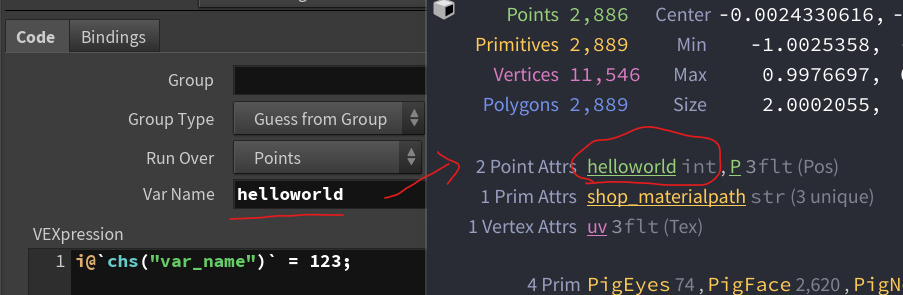 Code Bindings
Group
Group Type Guess from Group
Run Over Points
Var Name helloworld
VEXpression
1 i@`chs("var_name")` = 123;
Points 2,886 Center -0.0024330616, -
Primitives 2,889 Min -1.0025358,
Vertices 11,546 Max 0.9976697,
Polygons 2,889 Size 2.0002055,
2 Point Attrs helloworld int, P 3flt (Pos)
1 Prim Attrs shop_materialpath str (3 unique)
1 Vertex Attrs uv 3flt (Tex)
4 Prim PigEyes 74, PigFace 2,620, PigN